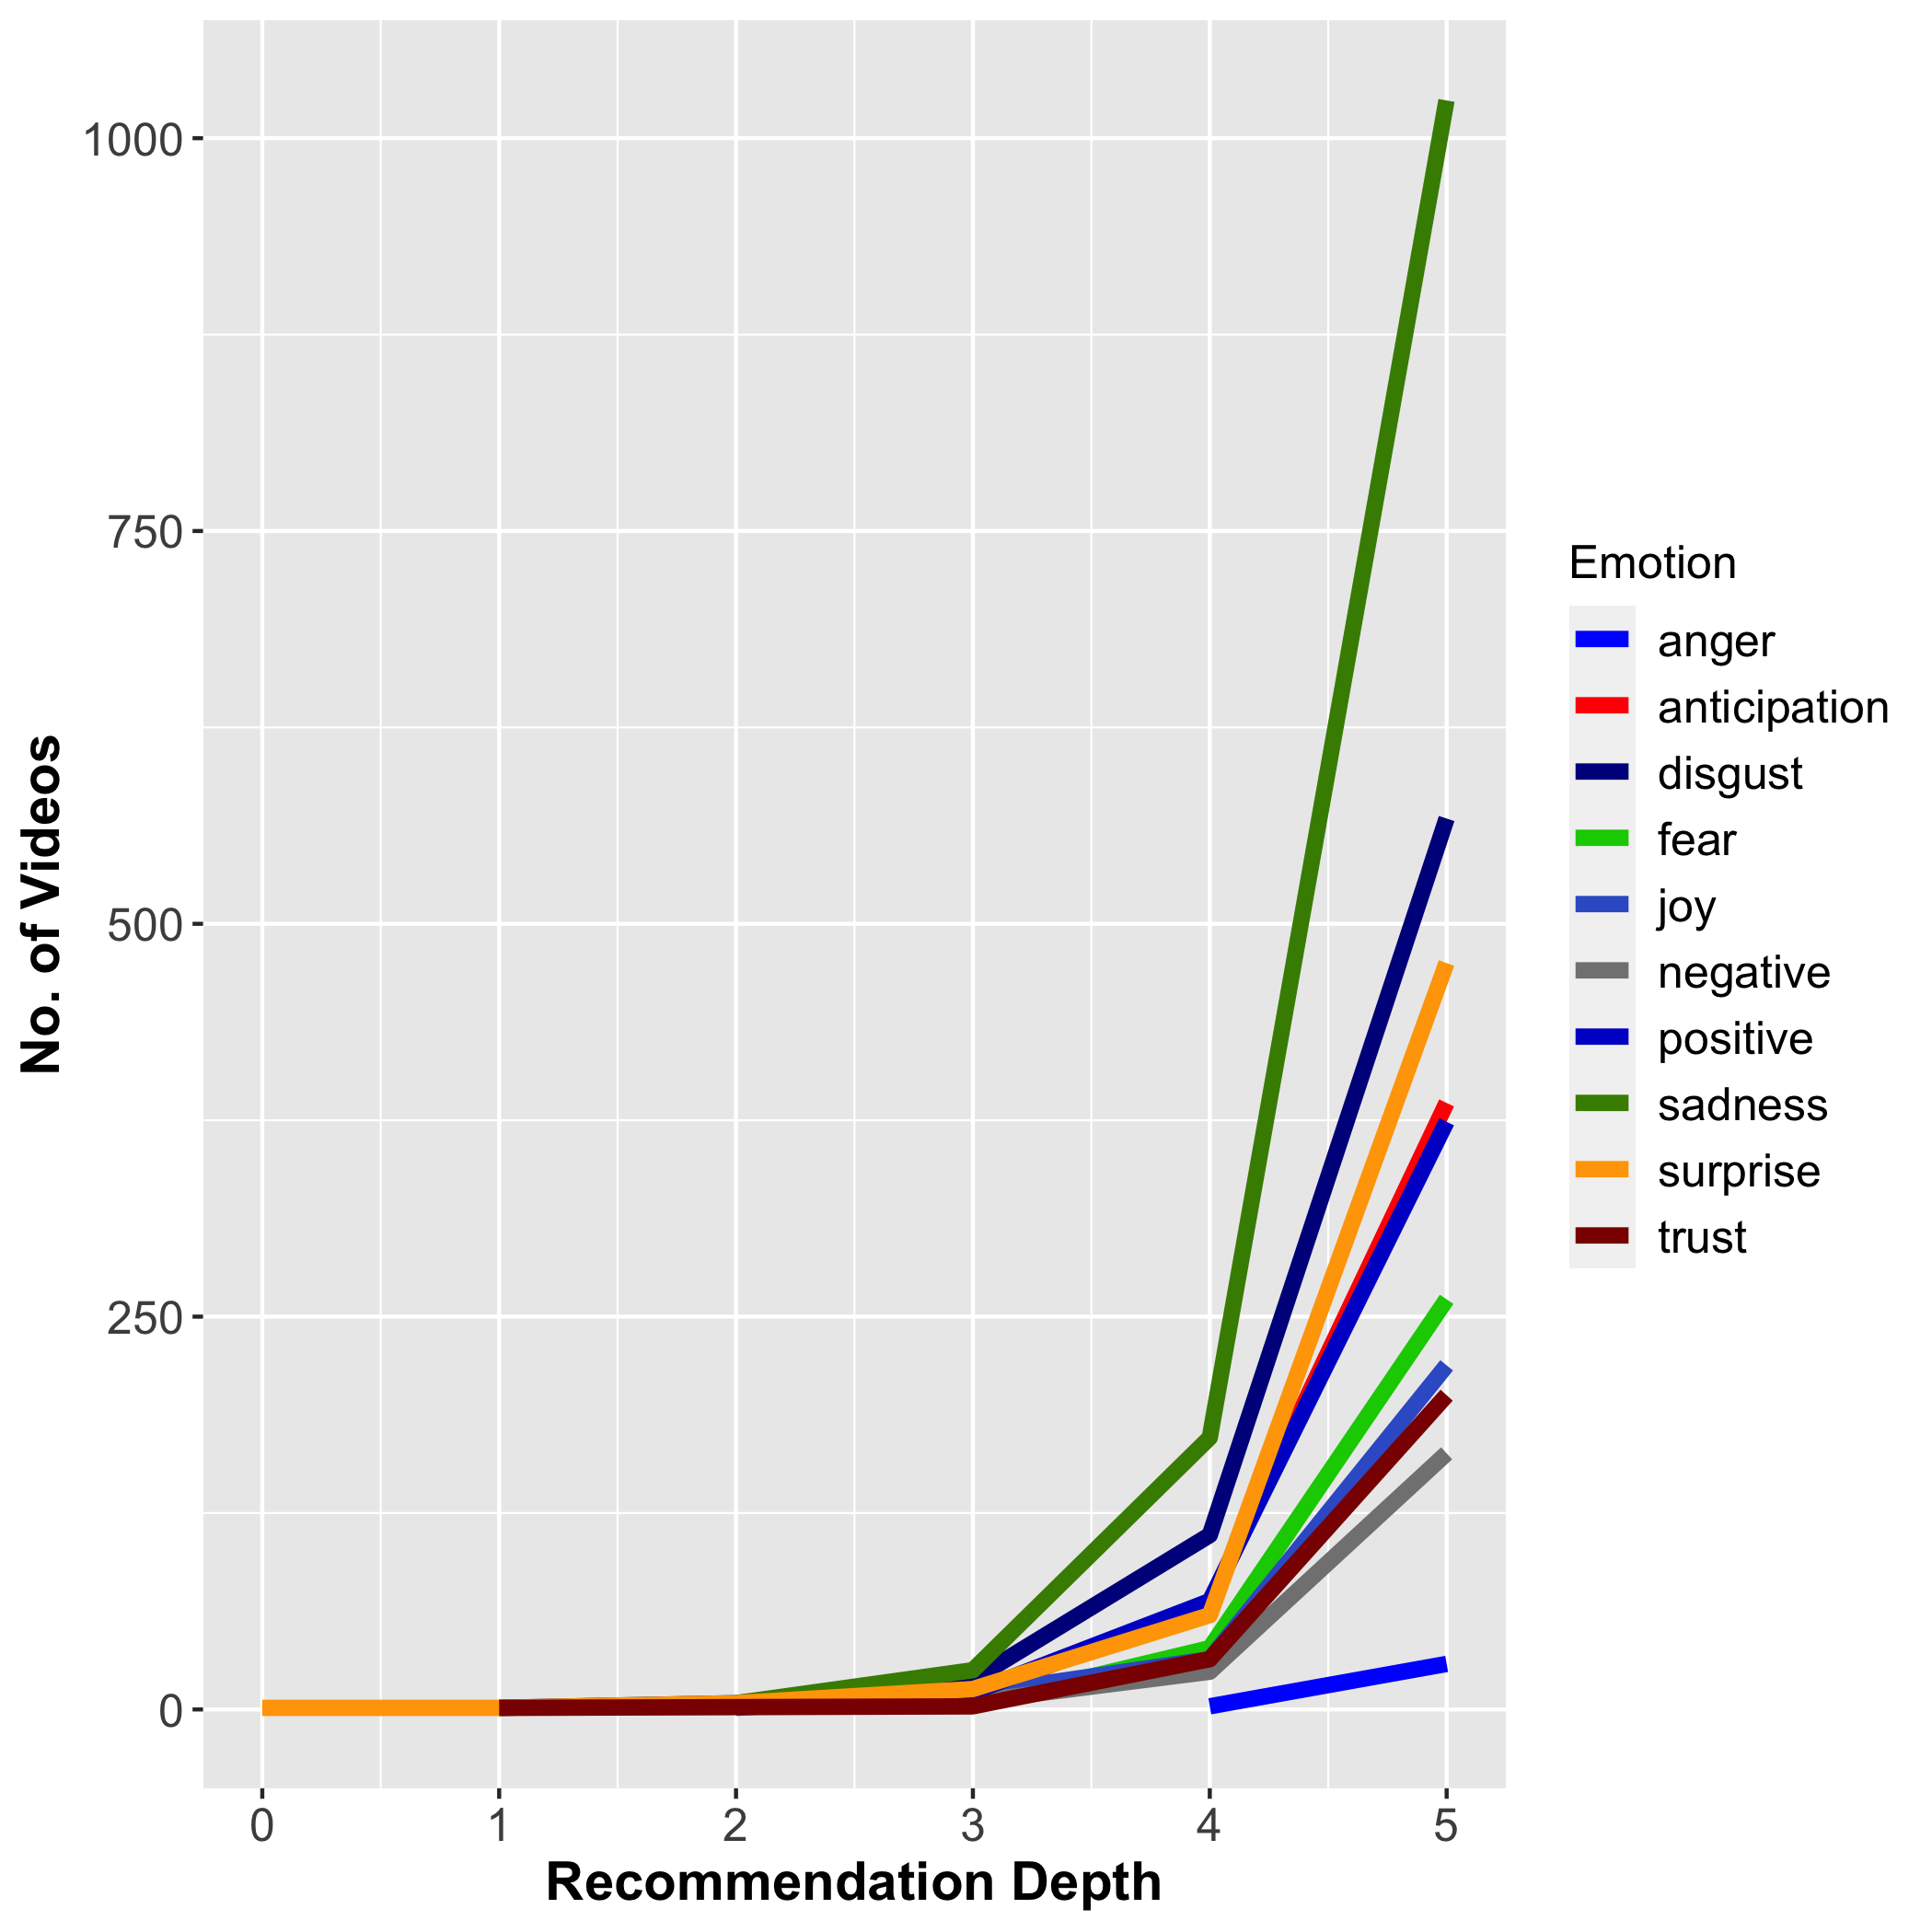 No. of Videos
1000
750
500
250
0
0 1 2 3 4 5
Recommendation Depth
Emotion
anger
anticipation
disgust
fear
joy
negative
positive
sadness
surprise
trust